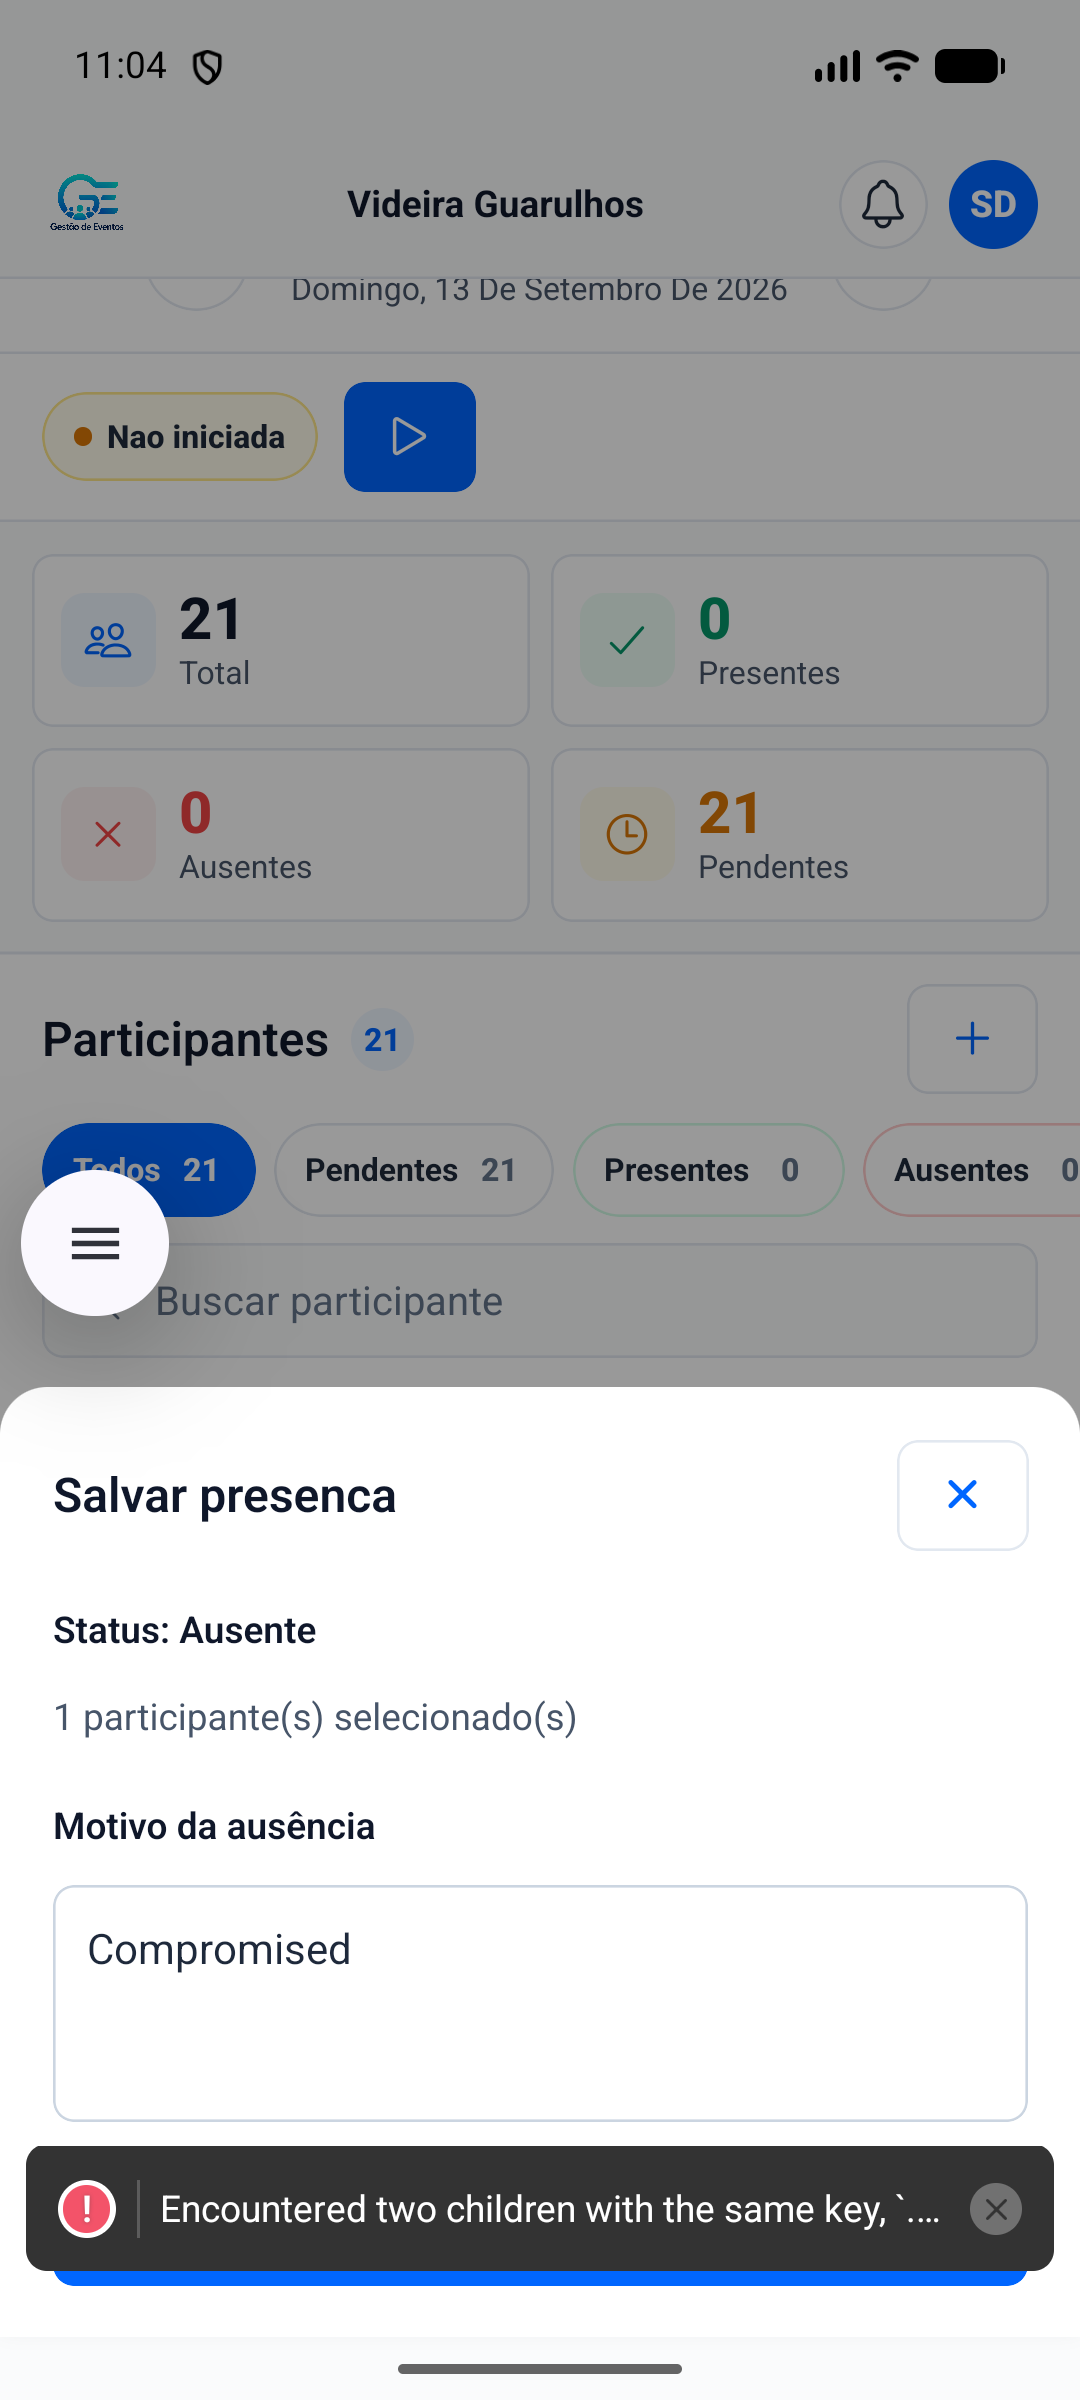 11:04
Gestão de Eventos
Videira Guarulhos
SD
Domingo, 13 De Setembro De 2026
Nao iniciada
21
Total
0
Presentes
0
Ausentes
21
Pendentes
Participantes 21
Todos 21 Pendentes 21 Presentes 0 Ausentes 0
Buscar participante
Salvar presenca
Status: Ausente
1 participante(s) selecionado(s)
Motivo da ausência
Compromised
! Encountered two children with the same key, `....